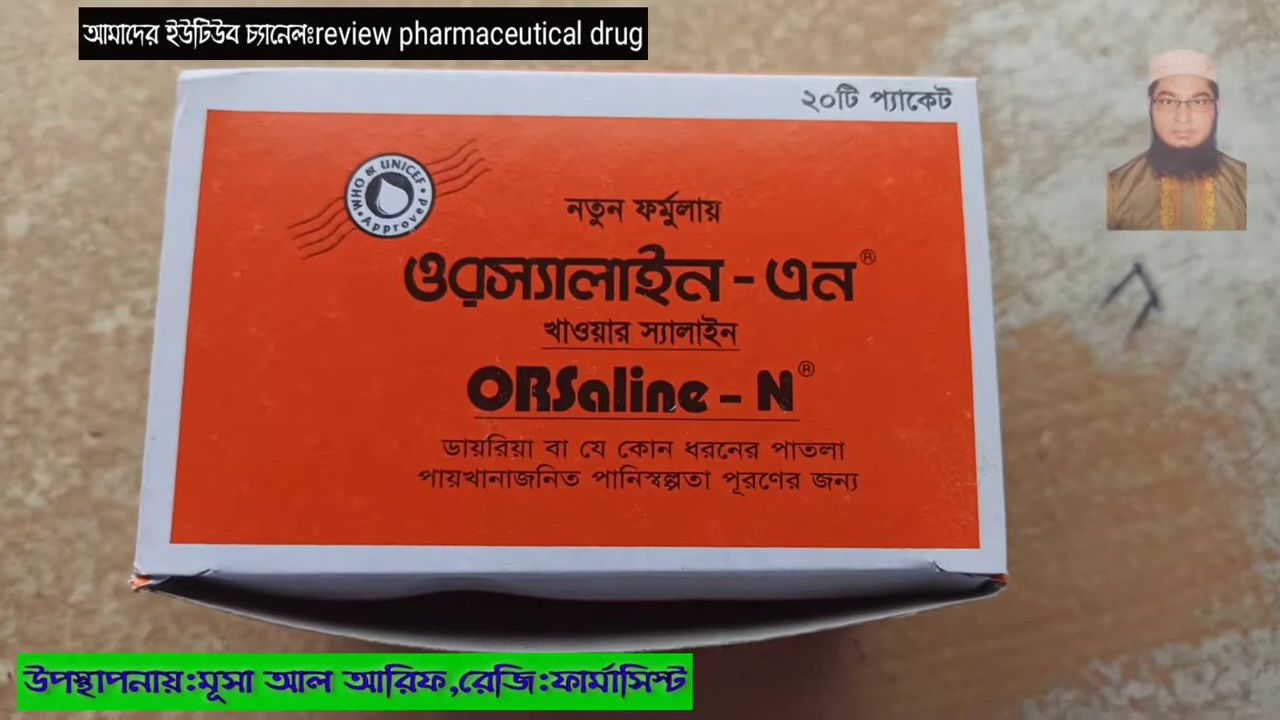 আমাদের ইউটিউব চ্যানেলঃreview pharmaceutical drug
২০টি প্যাকেট
WHO & UNICEF
Approved
নতুন ফর্মুলায়
ওরস্যালাইন - এন®
খাওয়ার স্যালাইন
ORSaline - N®
ডায়রিয়া বা যে কোন ধরনের পাতলা
পায়খানাজনিত পানিস্বল্পতা পূরণের জন্য
উপস্থাপনায়:মূসা আল আরিফ,রেজি:ফার্মাসিস্ট